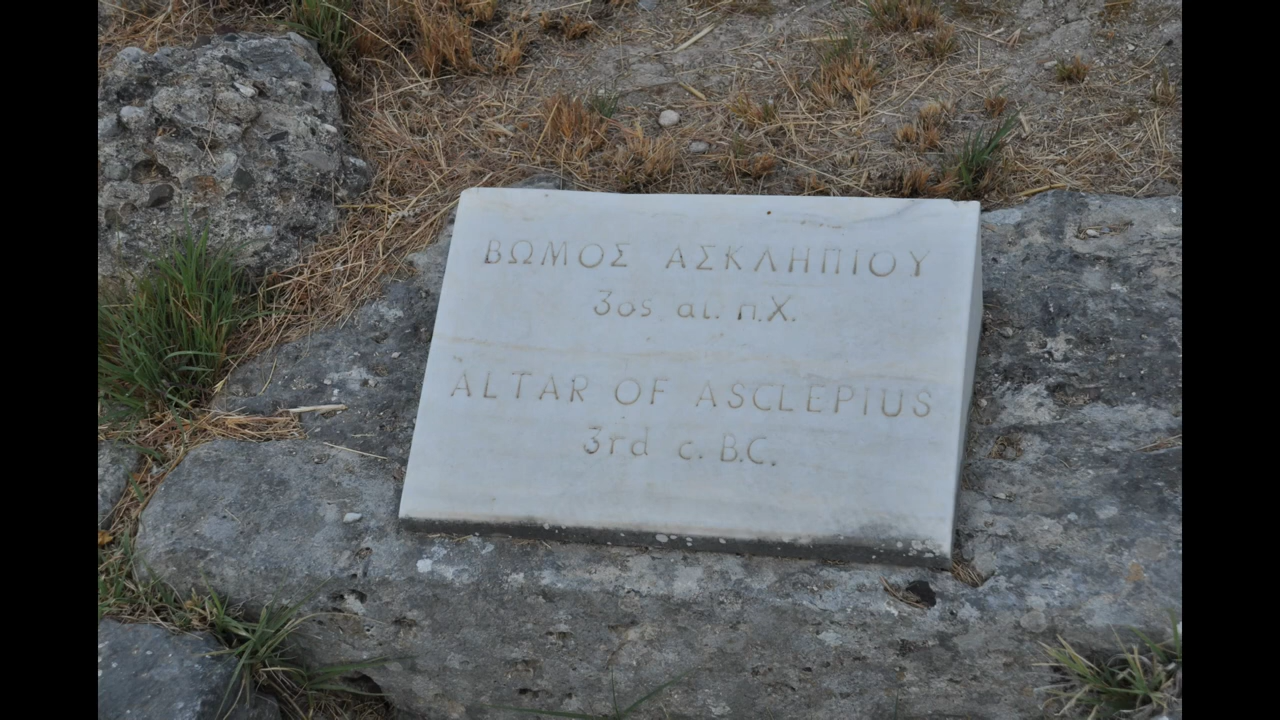 ΒΩΜΟΣ ΑΣΚΛΗΠΙΟΥ
3ος αι. π.Χ.
ALTAR OF ASCLEPIUS
3rd c. B.C.